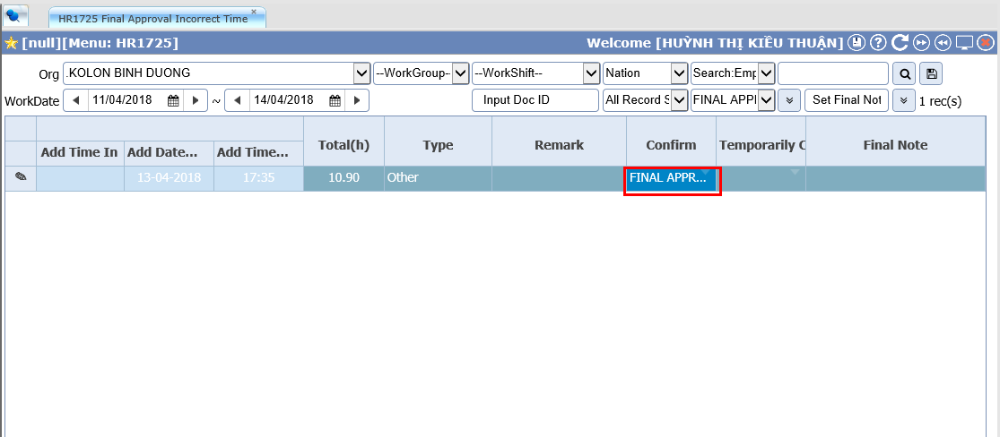 HR1725 Final Approval Incorrect Time
[null][Menu: HR1725] Welcome [HUỲNH THỊ KIỀU THUẬN]
Org .KOLON BINH DUONG --WorkGroup- --WorkShift-- Nation Search:Emp
WorkDate 11/04/2018 ~ 14/04/2018 Input Doc ID All Record S FINAL APPI Set Final Not 1 rec(s)
Add Time In Add Date... Add Time... Total(h) Type Remark Confirm Temporarily C Final Note
13-04-2018 17:35 10.90 Other FINAL APPR...